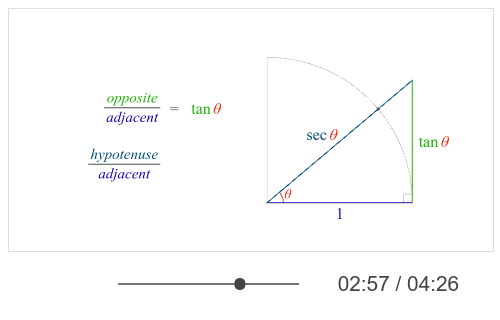 opposite
adjacent
= tan θ
hypotenuse
adjacent
sec θ
tan θ
θ
1
02:57 / 04:26